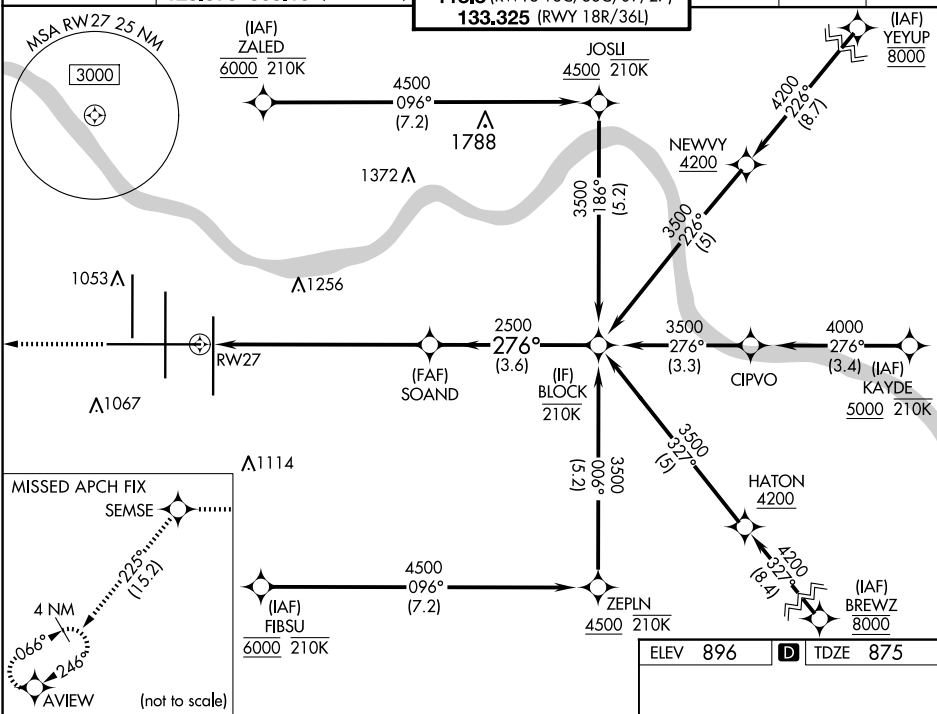 133.325 (RWY 18R/36L)
MSA RW27 25 NM
3000
(IAF)
ZALED
6000 210K
4500
096°
(7.2)
1788
JOSLI
4500 210K
(IAF)
YEYUP
8000
4200
226°
(8.7)
NEWVY
4200
1372
3500
186°
(5.2)
3500
226°
(5)
1053
1256
RW27
(FAF)
SOAND
2500
276°
(3.6)
(IF)
BLOCK
210K
3500
276°
(3.3)
CIPVO
4000
276°
(3.4)
(IAF)
KAYDE
5000 210K
1067
1114
3500
006°
(5.2)
3500
327°
(5)
HATON
4200
4200
327°
(8.4)
(IAF)
BREWZ
8000
MISSED APCH FIX
SEMSE
225°
(15.2)
4 NM
066°
246°
AVIEW
(not to scale)
(IAF)
FIBSU
6000 210K
4500
096°
(7.2)
ZEPLN
4500 210K
ELEV 896 D TDZE 875